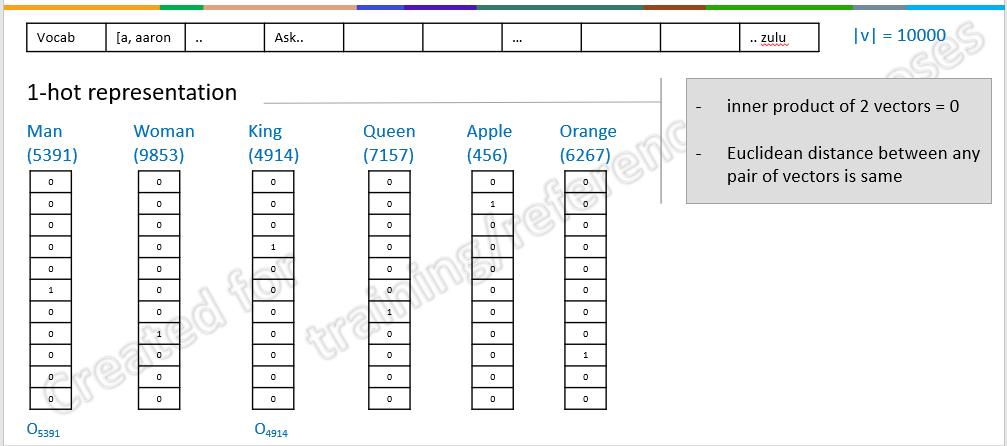 Vocab [a, aaron .. Ask.. ... .. zulu |v| = 10000
1-hot representation
- inner product of 2 vectors = 0
- Euclidean distance between any
pair of vectors is same
Man Woman King Queen Apple Orange
(5391) (9853) (4914) (7157) (456) (6267)
0 0 0 0 0 0
0 0 0 0 1 0
0 0 0 0 0 0
0 0 1 0 0 0
0 0 0 0 0 0
1 0 0 0 0 0
0 0 0 1 0 0
0 1 0 0 0 0
0 0 0 0 0 1
0 0 0 0 0 0
0 0 0 0 0 0
O5391 O4914
Created for
training/reference